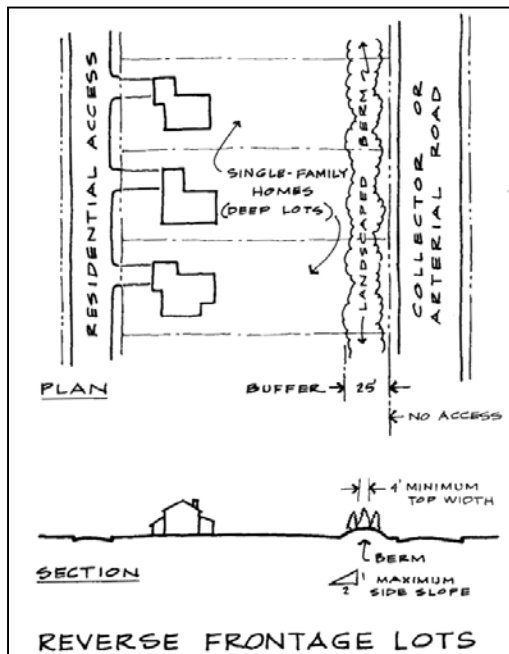 RESIDENTIAL ACCESS
SINGLE-FAMILY
HOMES
(DEEP LOTS)
LANDSCAPED BERM
COLLECTOR OR
ARTERIAL ROAD
PLAN
BUFFER 25'
NO ACCESS
4' MINIMUM
TOP WIDTH
BERM
SECTION
1
2
MAXIMUM
SIDE SLOPE
REVERSE FRONTAGE LOTS